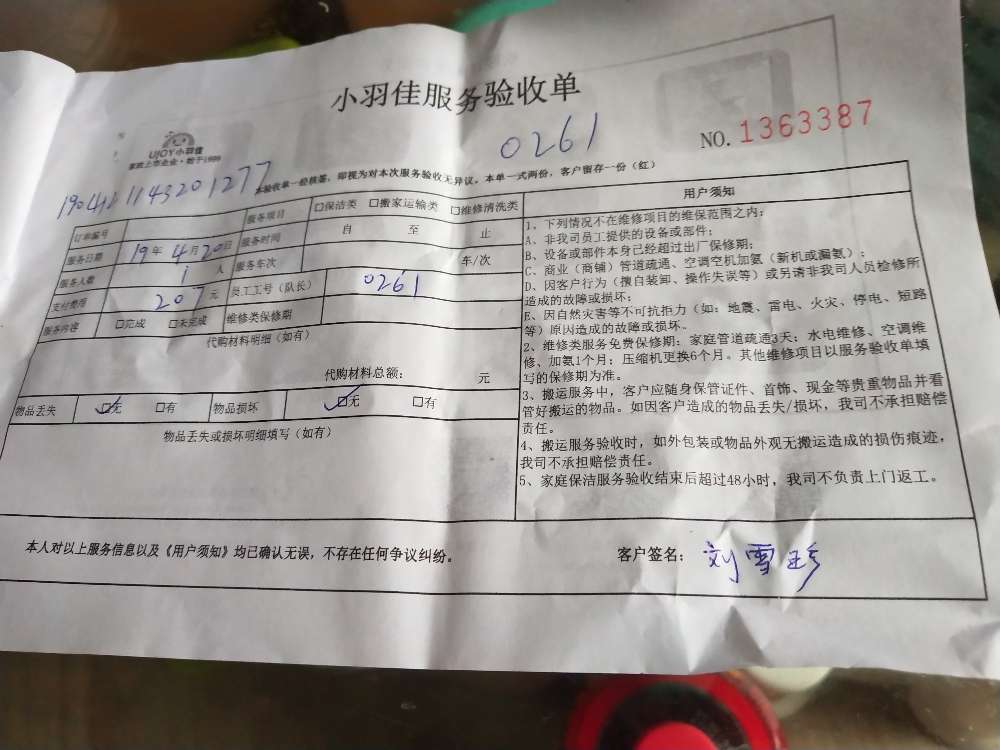 小羽佳服务验收单
UJOY小羽佳
家政上市企业·始于1999
0261
NO. 1363387
190418114320 1277
本验收单一经核签，即视为对本次服务验收无异议。本单一式两份，客户留存一份（红）
订单编号
服务项目 □保洁类 □搬家运输类 □维修清洗类
服务日期 19年4月20日 服务时间 自 至 止
服务人数 1 人 服务车次 车/次
支付费用 207 元 员工工号（队长） 0261
服务内容 □完成 □未完成 维修类保修期
代购材料明细（如有）
代购材料总额： 元
物品丢失 ☑无 □有 物品损坏 ☑无 □有
物品丢失或损坏明细填写（如有）
用户须知
1、下列情况不在维修项目的维保范围之内：
A、非我司员工提供的设备或部件；
B、设备或部件本身已经超过出厂保修期；
C、商业（商铺）管道疏通、空调空机加氨（新机或漏氨）；
D、因客户行为（擅自装卸、操作失误等）或另请非我司人员检修所
造成的故障或损坏；
E、因自然灾害等不可抗拒力（如：地震、雷电、火灾、停电、短路
等）原因造成的故障或损坏。
2、维修类服务免费保修期：家庭管道疏通3天；水电维修、空调维
修、加氨1个月；压缩机更换6个月。其他维修项目以服务验收单填
写的保修期为准。
3、搬运服务中，客户应随身保管证件、首饰、现金等贵重物品并看
管好搬运的物品。如因客户造成的物品丢失/损坏，我司不承担赔偿
责任。
4、搬运服务验收时，如外包装或物品外观无搬运造成的损伤痕迹，
我司不承担赔偿责任。
5、家庭保洁服务验收结束后超过48小时，我司不负责上门返工。
本人对以上服务信息以及《用户须知》均已确认无误，不存在任何争议纠纷。
客户签名： 刘雪珍